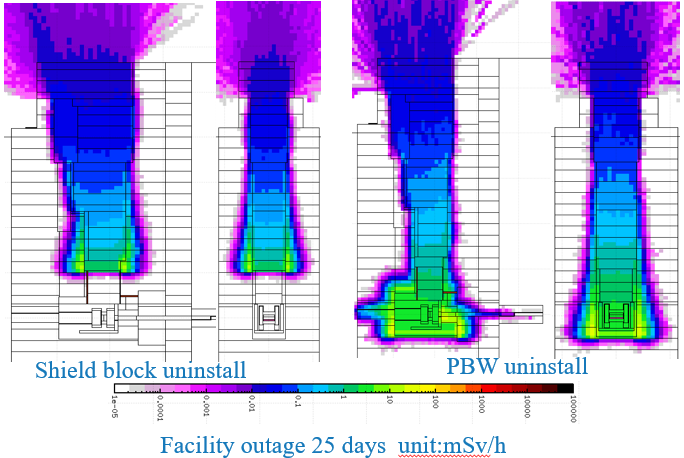 Shield block uninstall
PBW uninstall
1e-05 0.0001 0.001 0.01 0.1 1 10 100 1000 10000 100000
Facility outage 25 days unit:mSv/h